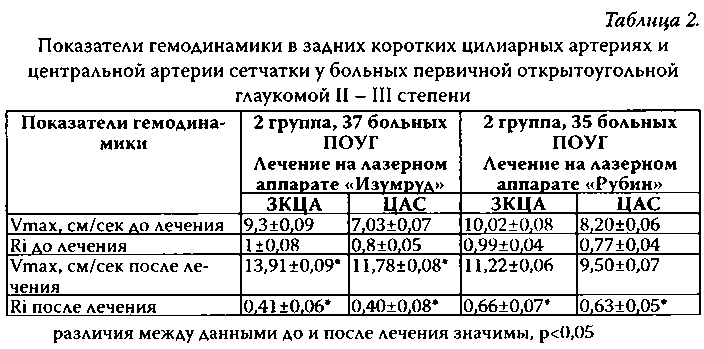 Таблица 2.
Показатели гемодинамики в задних коротких цилиарных артериях и
центральной артерии сетчатки у больных первичной открытоугольной
глаукомой II – III степени
Показатели гемодина-
мики
2 группа, 37 больных
ПОУГ
Лечение на лазерном
аппарате «Изумруд»
2 группа, 35 больных
ПОУГ
Лечение на лазерном
аппарате «Рубин»
ЗКЦА ЦАС ЗКЦА ЦАС
Vmax, см/сек до лечения 9,3±0,09 7,03±0,07 10,02±0,08 8,20±0,06
Ri до лечения 1±0,08 0,8±0,05 0,99±0,04 0,77±0,04
Vmax, см/сек после ле-
чения 13,91±0,09* 11,78±0,08* 11,22±0,06 9,50±0,07
Ri после лечения 0,41±0,06* 0,40±0,08* 0,66±0,07* 0,63±0,05*
различия между данными до и после лечения значимы, p<0,05